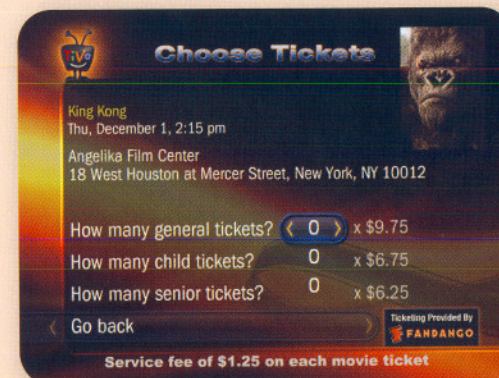 TiVo
Choose Tickets
King Kong
Thu, December 1, 2:15 pm
Angelika Film Center
18 West Houston at Mercer Street, New York, NY 10012
How many general tickets? 0 x $9.75
How many child tickets? 0 x $6.75
How many senior tickets? 0 x $6.25
Go back
Ticketing Provided By
FANDANGO
Service fee of $1.25 on each movie ticket